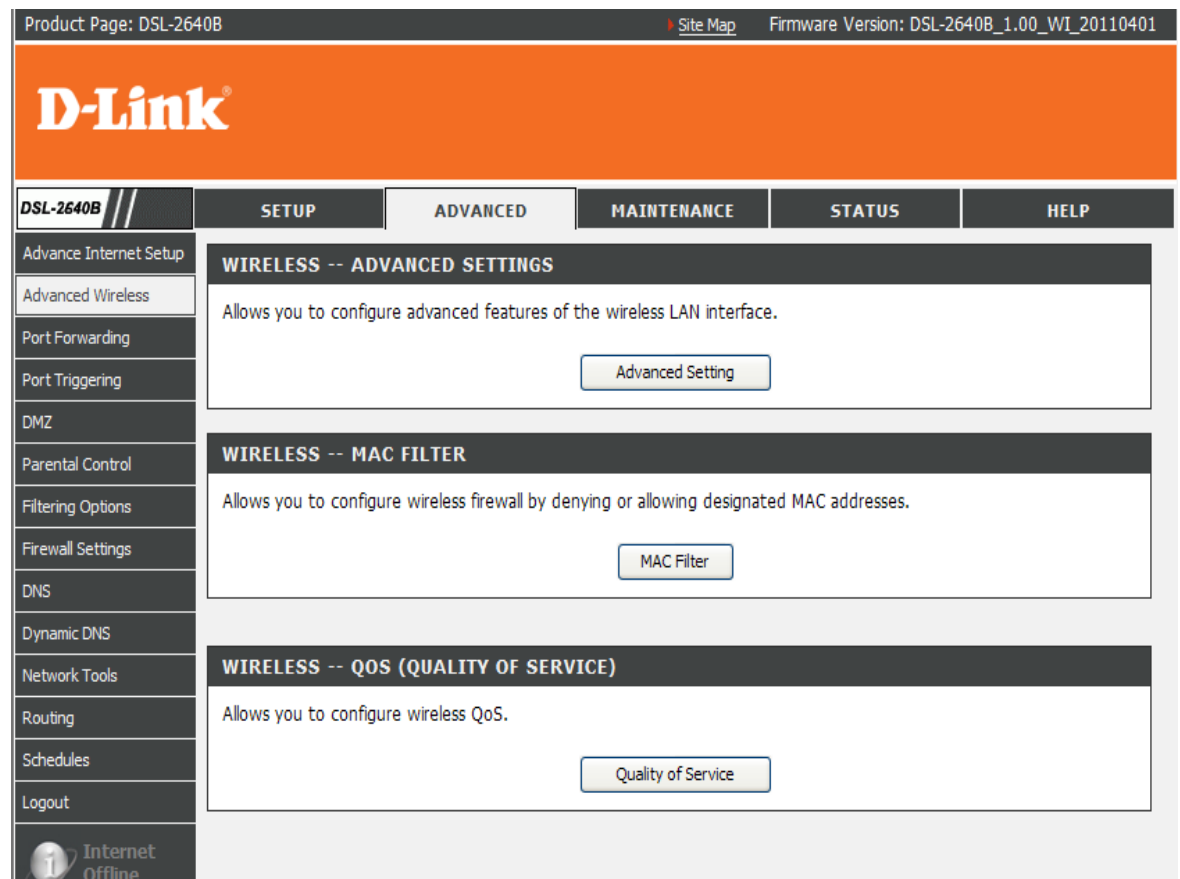 Product Page: DSL-2640B Site Map Firmware Version: DSL-2640B_1.00_WI_20110401
D-Link®
DSL-2640B SETUP ADVANCED MAINTENANCE STATUS HELP
Advance Internet Setup
Advanced Wireless
Port Forwarding
Port Triggering
DMZ
Parental Control
Filtering Options
Firewall Settings
DNS
Dynamic DNS
Network Tools
Routing
Schedules
Logout
Internet
Offline
WIRELESS -- ADVANCED SETTINGS
Allows you to configure advanced features of the wireless LAN interface.
Advanced Setting
WIRELESS -- MAC FILTER
Allows you to configure wireless firewall by denying or allowing designated MAC addresses.
MAC Filter
WIRELESS -- QOS (QUALITY OF SERVICE)
Allows you to configure wireless QoS.
Quality of Service